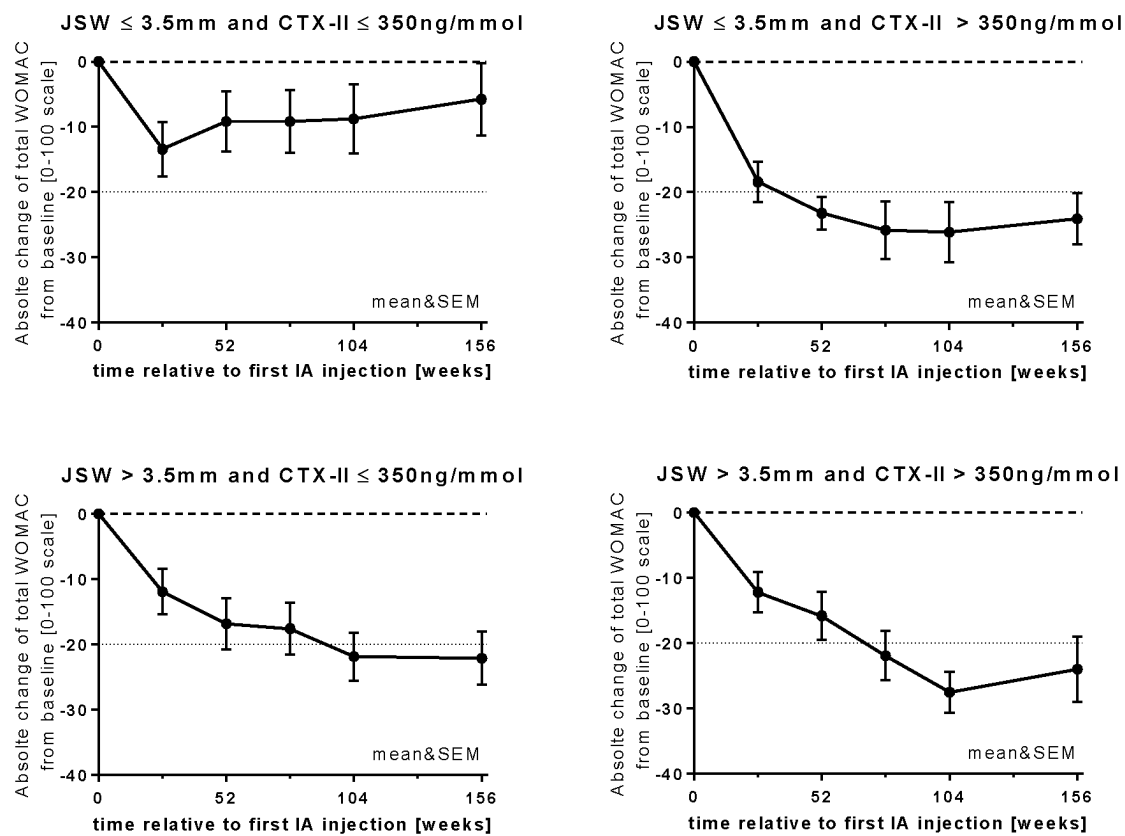 JSW ≤ 3.5mm and CTX-II ≤ 350ng/mmol
Absolte change of total WOMAC
from baseline [0-100 scale]
0
-10
-20
-30
-40
mean&SEM
0 52 104 156
time relative to first IA injection [weeks]
JSW ≤ 3.5mm and CTX-II > 350ng/mmol
Absolte change of total WOMAC
from baseline [0-100 scale]
0
-10
-20
-30
-40
mean&SEM
0 52 104 156
time relative to first IA injection [weeks]
JSW > 3.5mm and CTX-II ≤ 350ng/mmol
Absolte change of total WOMAC
from baseline [0-100 scale]
0
-10
-20
-30
-40
mean&SEM
0 52 104 156
time relative to first IA injection [weeks]
JSW > 3.5mm and CTX-II > 350ng/mmol
Absolte change of total WOMAC
from baseline [0-100 scale]
0
-10
-20
-30
-40
mean&SEM
0 52 104 156
time relative to first IA injection [weeks]